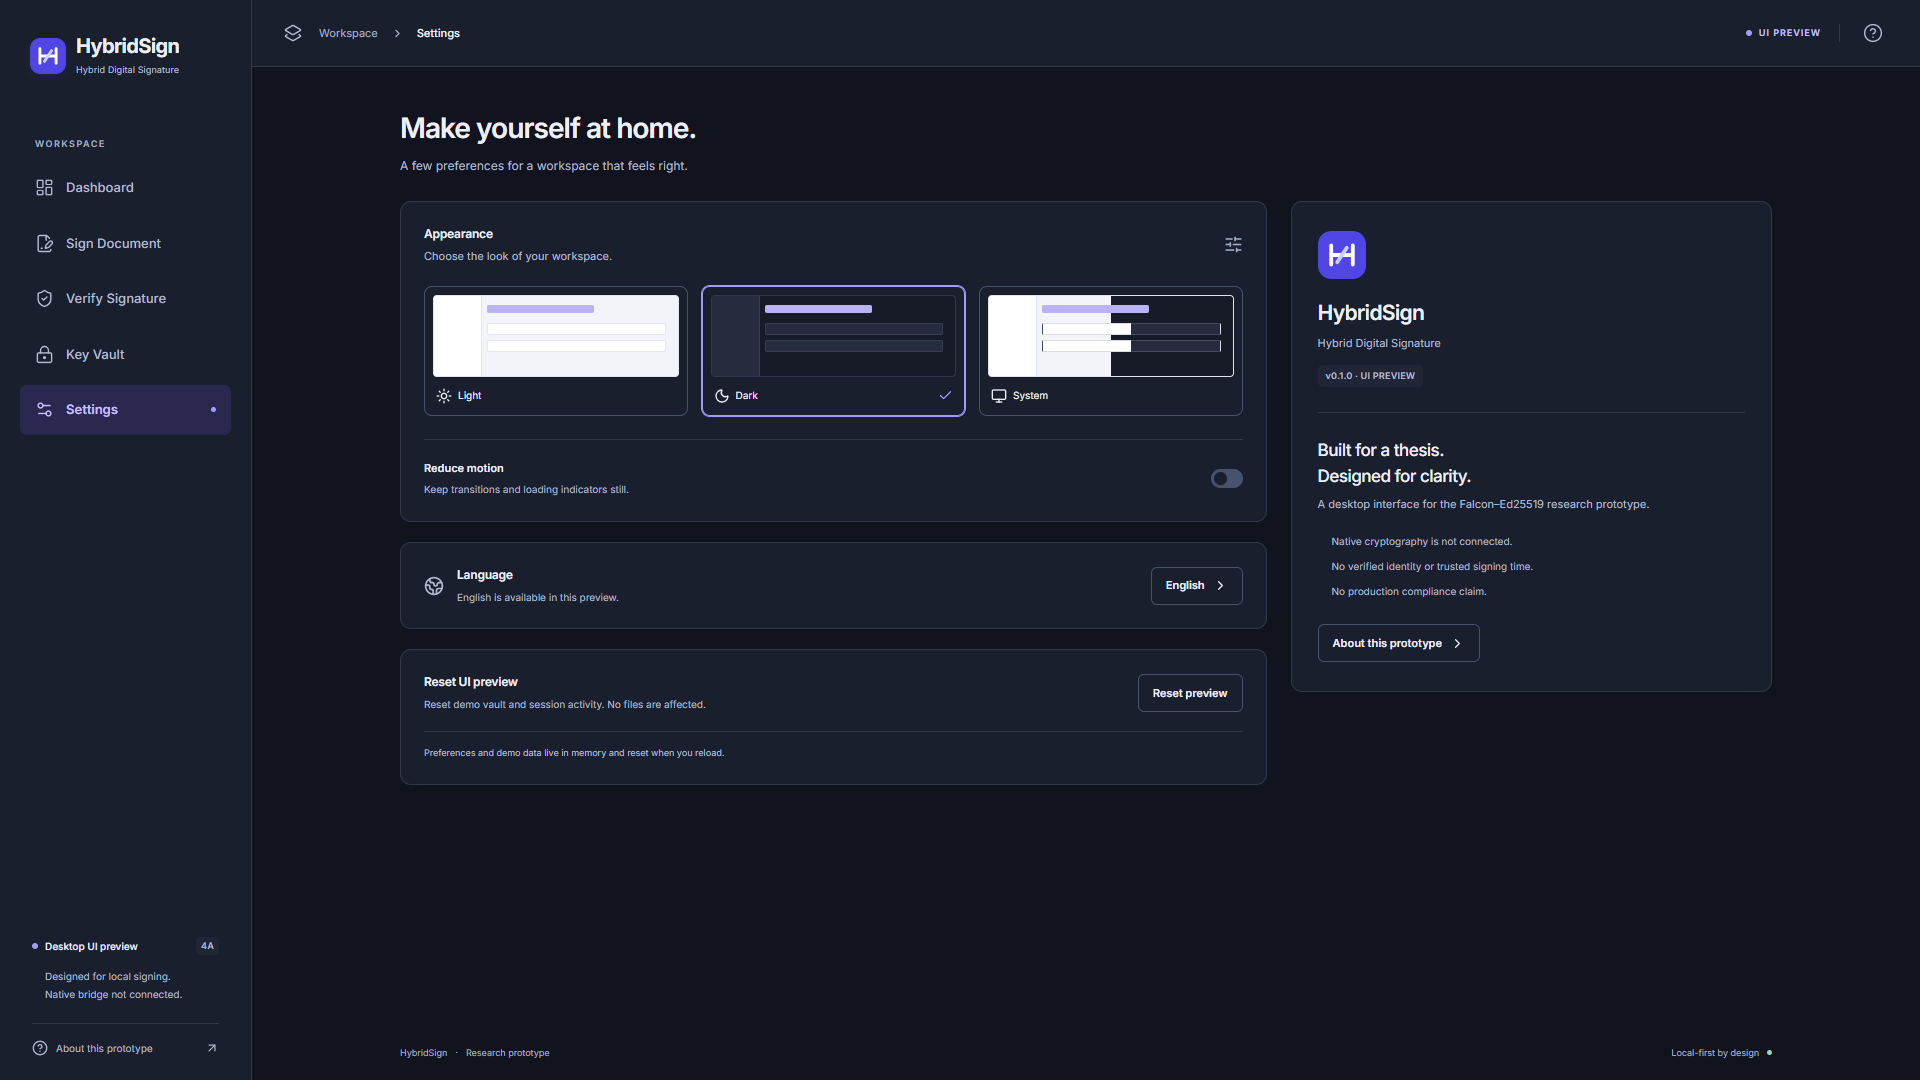 HybridSign
Hybrid Digital Signature
WORKSPACE
Dashboard
Sign Document
Verify Signature
Key Vault
Settings
Desktop UI preview
4A
Designed for local signing.
Native bridge not connected.
About this prototype
Workspace
Settings
UI PREVIEW
Make yourself at home.
A few preferences for a workspace that feels right.
Appearance
Choose the look of your workspace.
Light
Dark
System
Reduce motion
Keep transitions and loading indicators still.
Language
English is available in this preview.
English
Reset UI preview
Reset demo vault and session activity. No files are affected.
Reset preview
Preferences and demo data live in memory and reset when you reload.
HybridSign
Hybrid Digital Signature
v0.1.0 · UI PREVIEW
Built for a thesis.
Designed for clarity.
A desktop interface for the Falcon–Ed25519 research prototype.
Native cryptography is not connected.
No verified identity or trusted signing time.
No production compliance claim.
About this prototype
HybridSign · Research prototype
Local-first by design